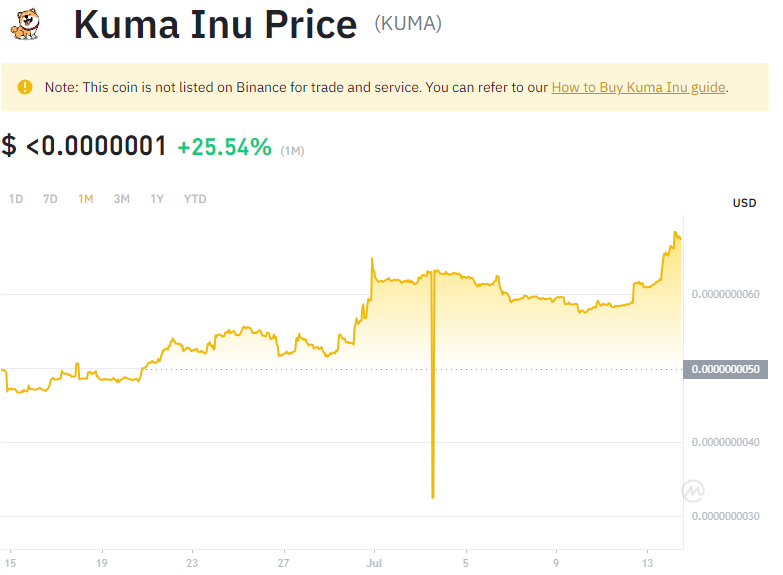 Kuma Inu Price (KUMA)
Note: This coin is not listed on Binance for trade and service. You can refer to our How to Buy Kuma Inu guide.
$ <0.0000001 +25.54% (1M)
1D 7D 1M 3M 1Y YTD
USD
0.0000000060
0.0000000050
0.0000000040
0.0000000030
15 19 23 27 Jul 5 9 13